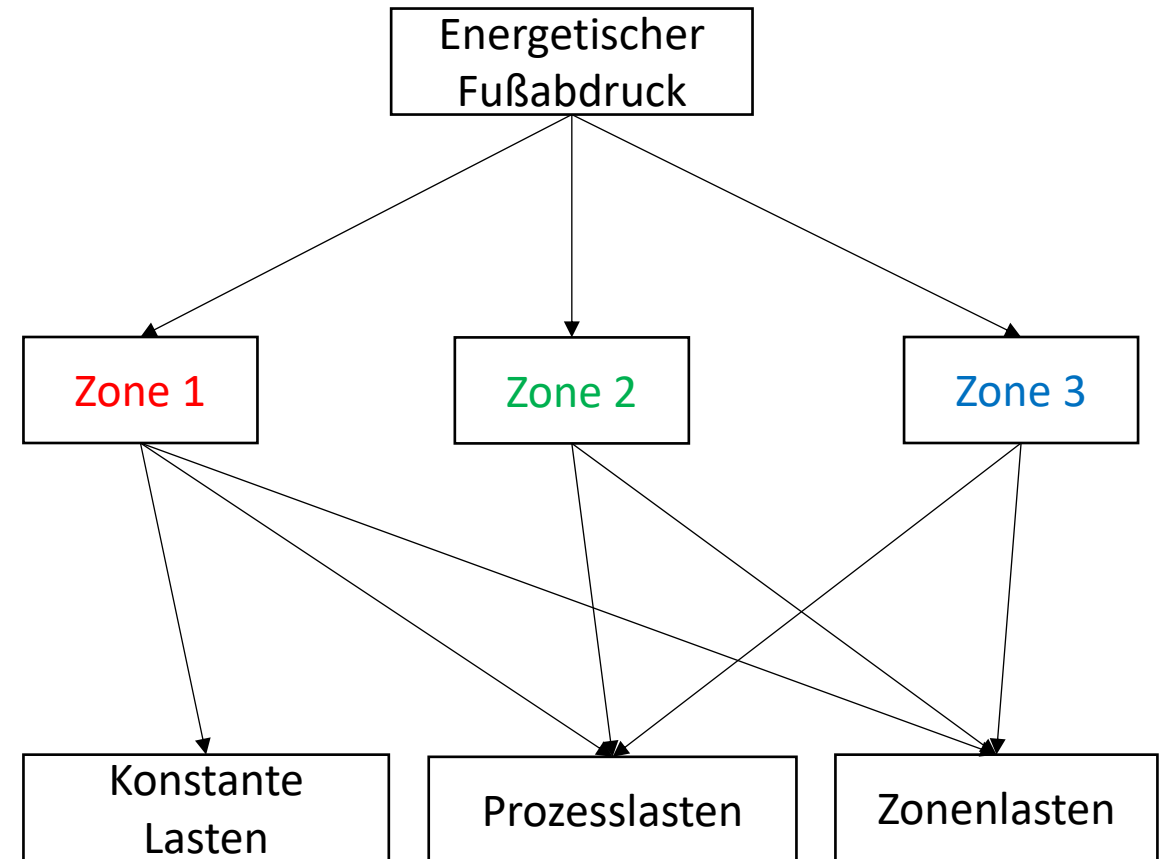 Energetischer
Fußabdruck
Zone 1
Zone 2
Zone 3
Konstante
Lasten
Prozesslasten
Zonenlasten